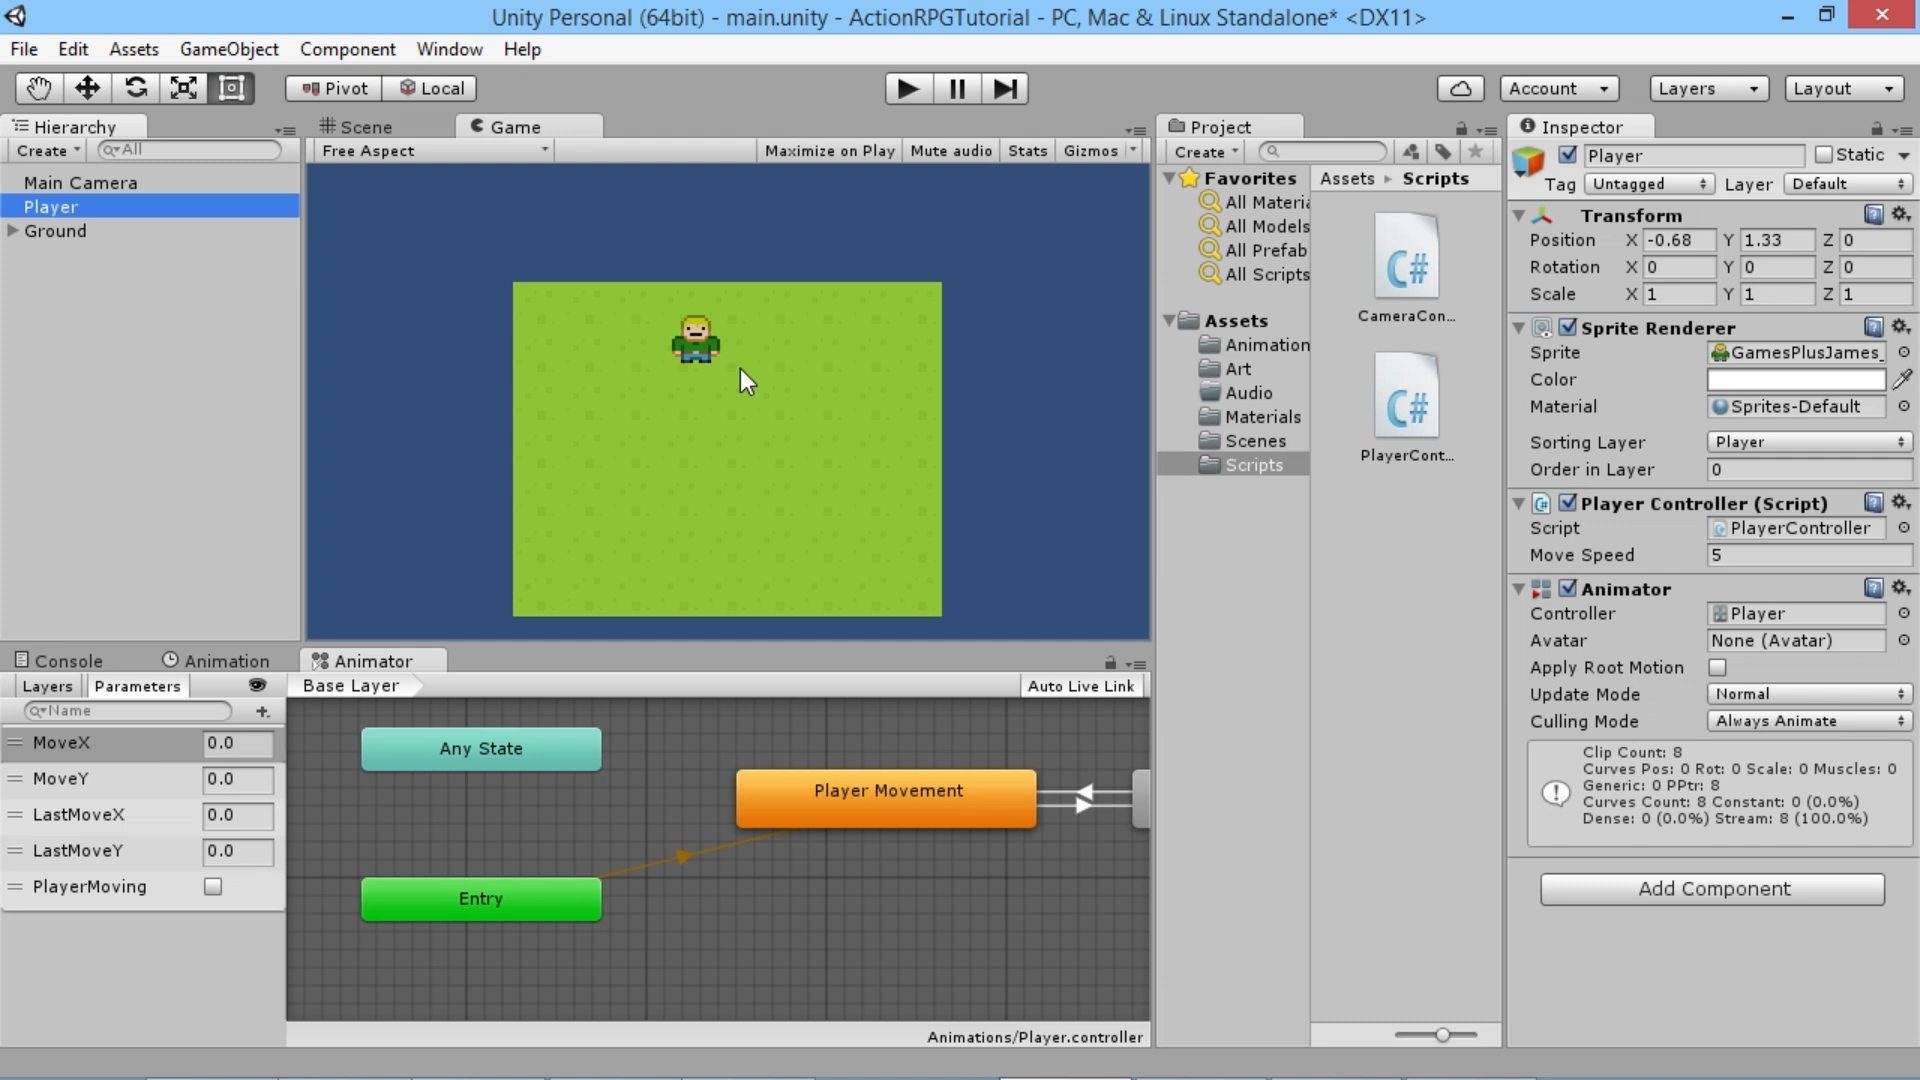 Unity Personal (64bit) - main.unity - ActionRPGTutorial - PC, Mac & Linux Standalone* <DX11>
File Edit Assets GameObject Component Window Help
Pivot Local Account Layers Layout
Hierarchy
Create All
Main Camera
Player
Ground
Scene Game
Free Aspect Maximize on Play Mute audio Stats Gizmos
Project
Create
Favorites
All Materia
All Models
All Prefab
All Scripts
Assets
Animation
Art
Audio
Materials
Scenes
Scripts
Assets Scripts
C#
CameraCon...
C#
PlayerCont...
Inspector
Player Static
Tag Untagged Layer Default
Transform
Position X -0.68 Y 1.33 Z 0
Rotation X 0 Y 0 Z 0
Scale X 1 Y 1 Z 1
Sprite Renderer
Sprite GamesPlusJames_
Color
Material Sprites-Default
Sorting Layer Player
Order in Layer 0
Player Controller (Script)
Script PlayerController
Move Speed 5
Animator
Controller Player
Avatar None (Avatar)
Apply Root Motion
Update Mode Normal
Culling Mode Always Animate
Clip Count: 8
Curves Pos: 0 Rot: 0 Scale: 0 Muscles: 0
Generic: 0 PPtr: 8
Curves Count: 8 Constant: 0 (0.0%)
Dense: 0 (0.0%) Stream: 8 (100.0%)
Add Component
Console Animation Animator
Layers Parameters
Name
MoveX 0.0
MoveY 0.0
LastMoveX 0.0
LastMoveY 0.0
PlayerMoving
Base Layer Auto Live Link
Any State
Player Movement
Entry
Animations/Player.controller